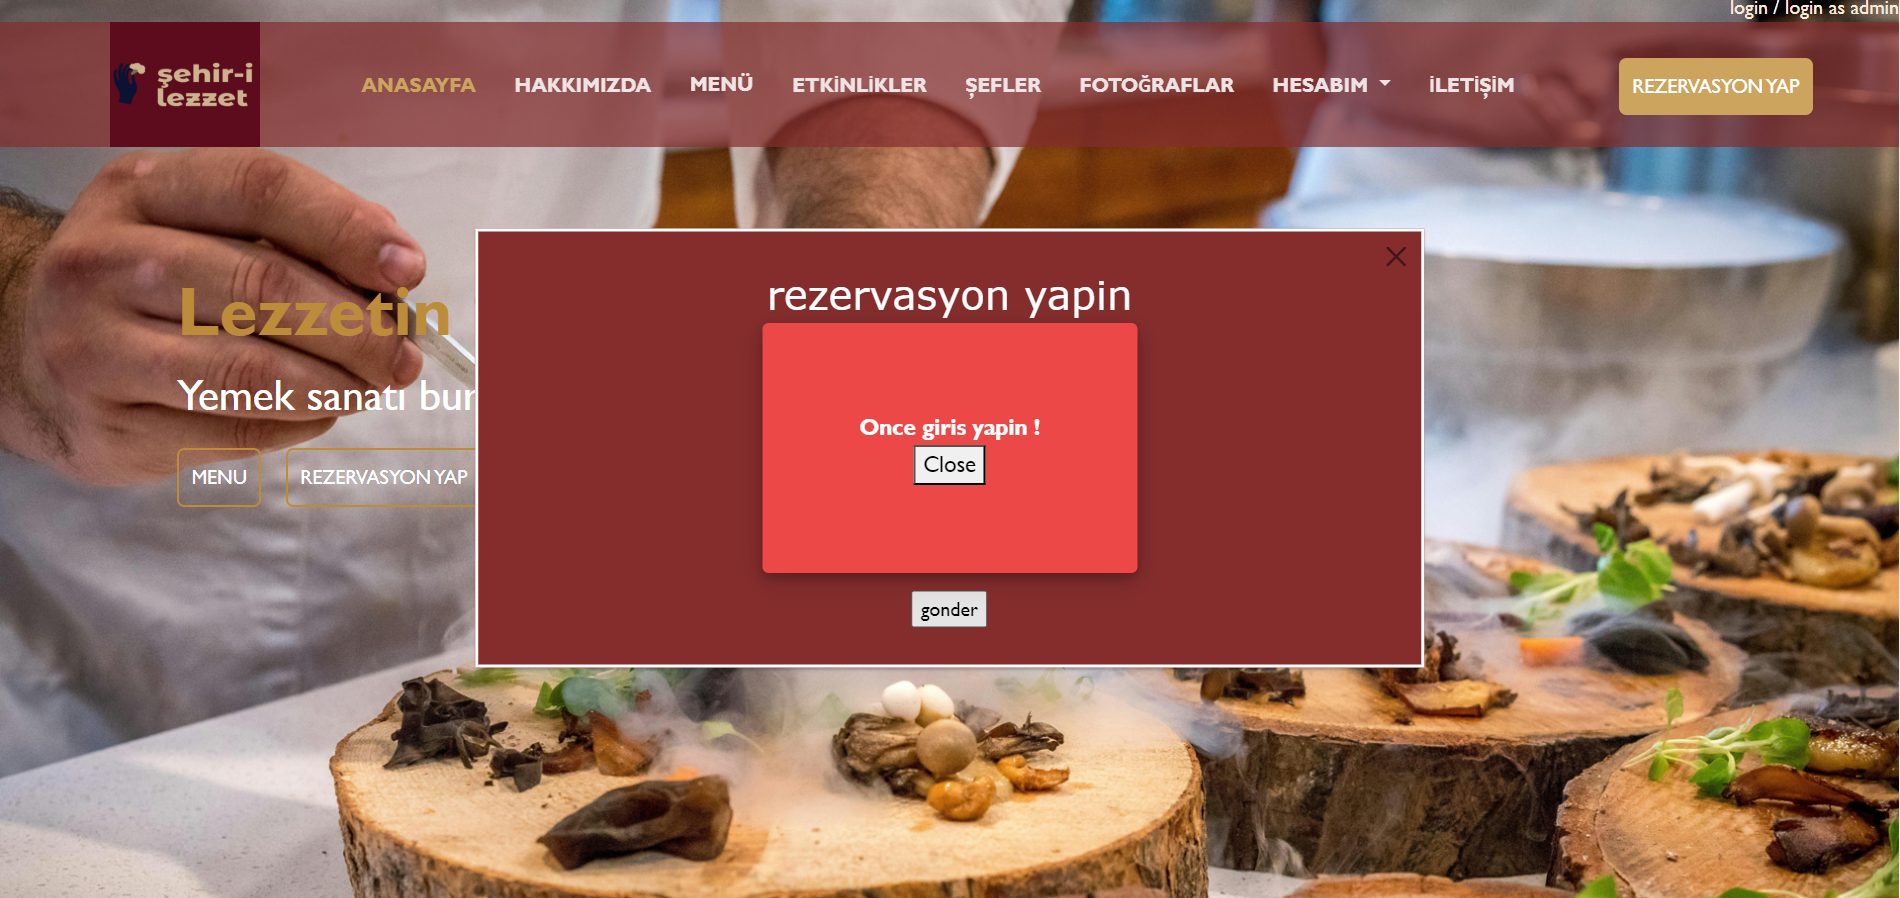 login / login as admin
şehir-i
lezzet
ANASAYFA HAKKIMIZDA MENÜ ETKİNLİKLER ŞEFLER FOTOĞRAFLAR HESABIM İLETİŞİM REZERVASYON YAP
Lezzetin
Yemek sanatı bur
MENU REZERVASYON YAP
rezervasyon yapin
Once giris yapin !
Close
gonder